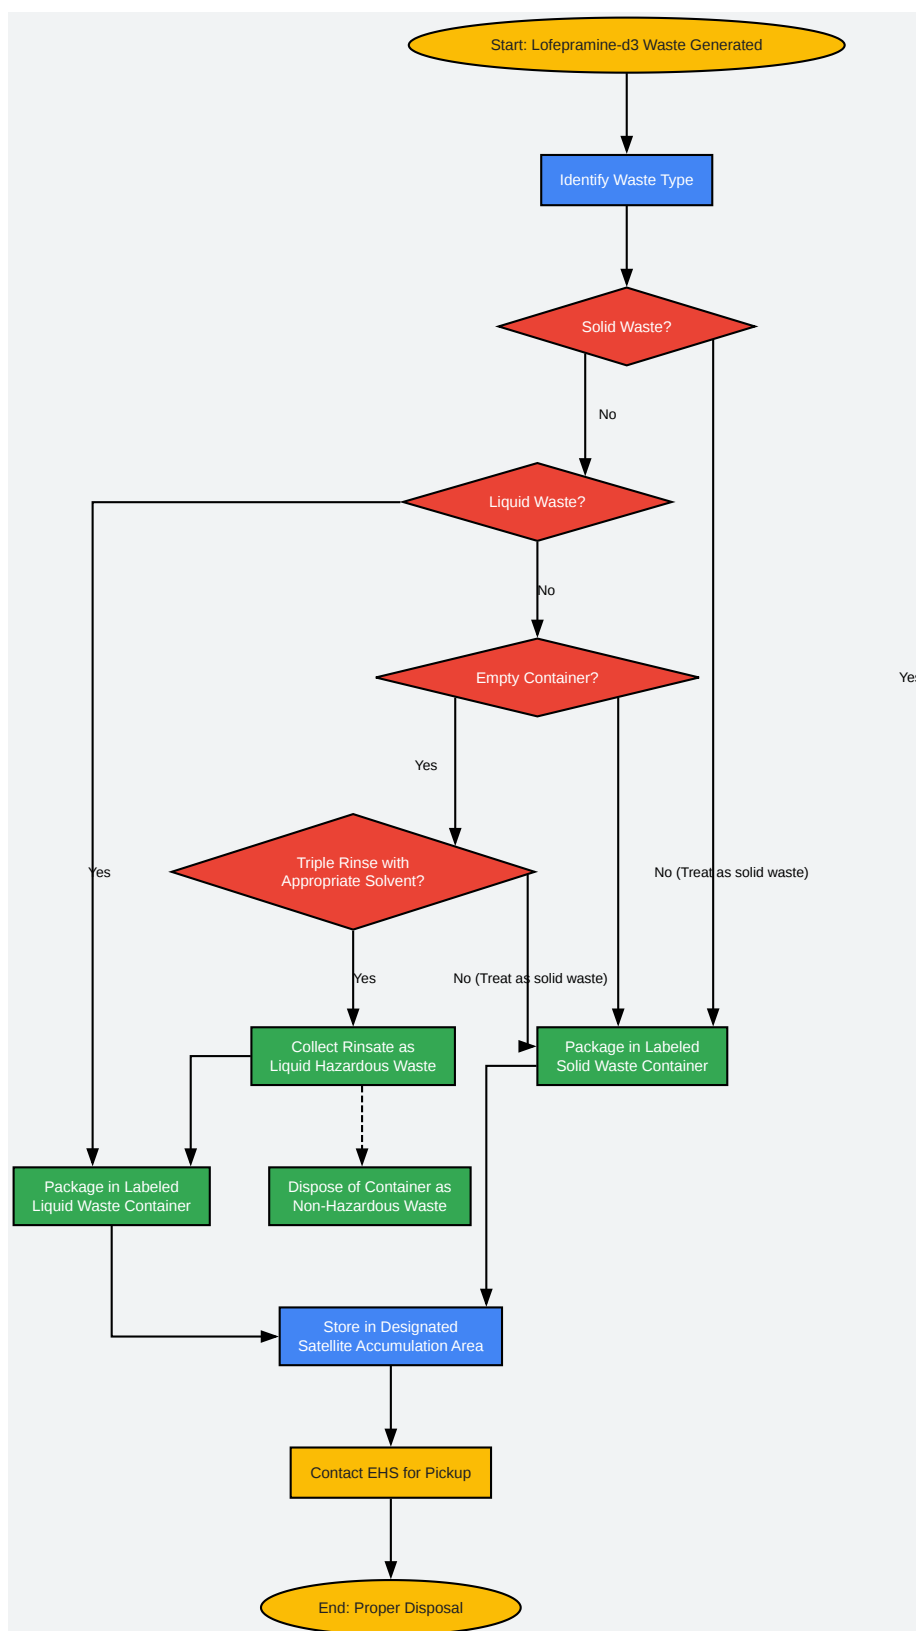 Start: Lofepramine-d3 Waste Generated
Identify Waste Type
Solid Waste?
No
Liquid Waste?
No
Empty Container?
Yes
Yes
Triple Rinse with
Appropriate Solvent?
Yes
No (Treat as solid waste)
Yes
No (Treat as solid waste)
Collect Rinsate as
Liquid Hazardous Waste
Package in Labeled
Solid Waste Container
Package in Labeled
Liquid Waste Container
Dispose of Container as
Non-Hazardous Waste
Store in Designated
Satellite Accumulation Area
Contact EHS for Pickup
End: Proper Disposal